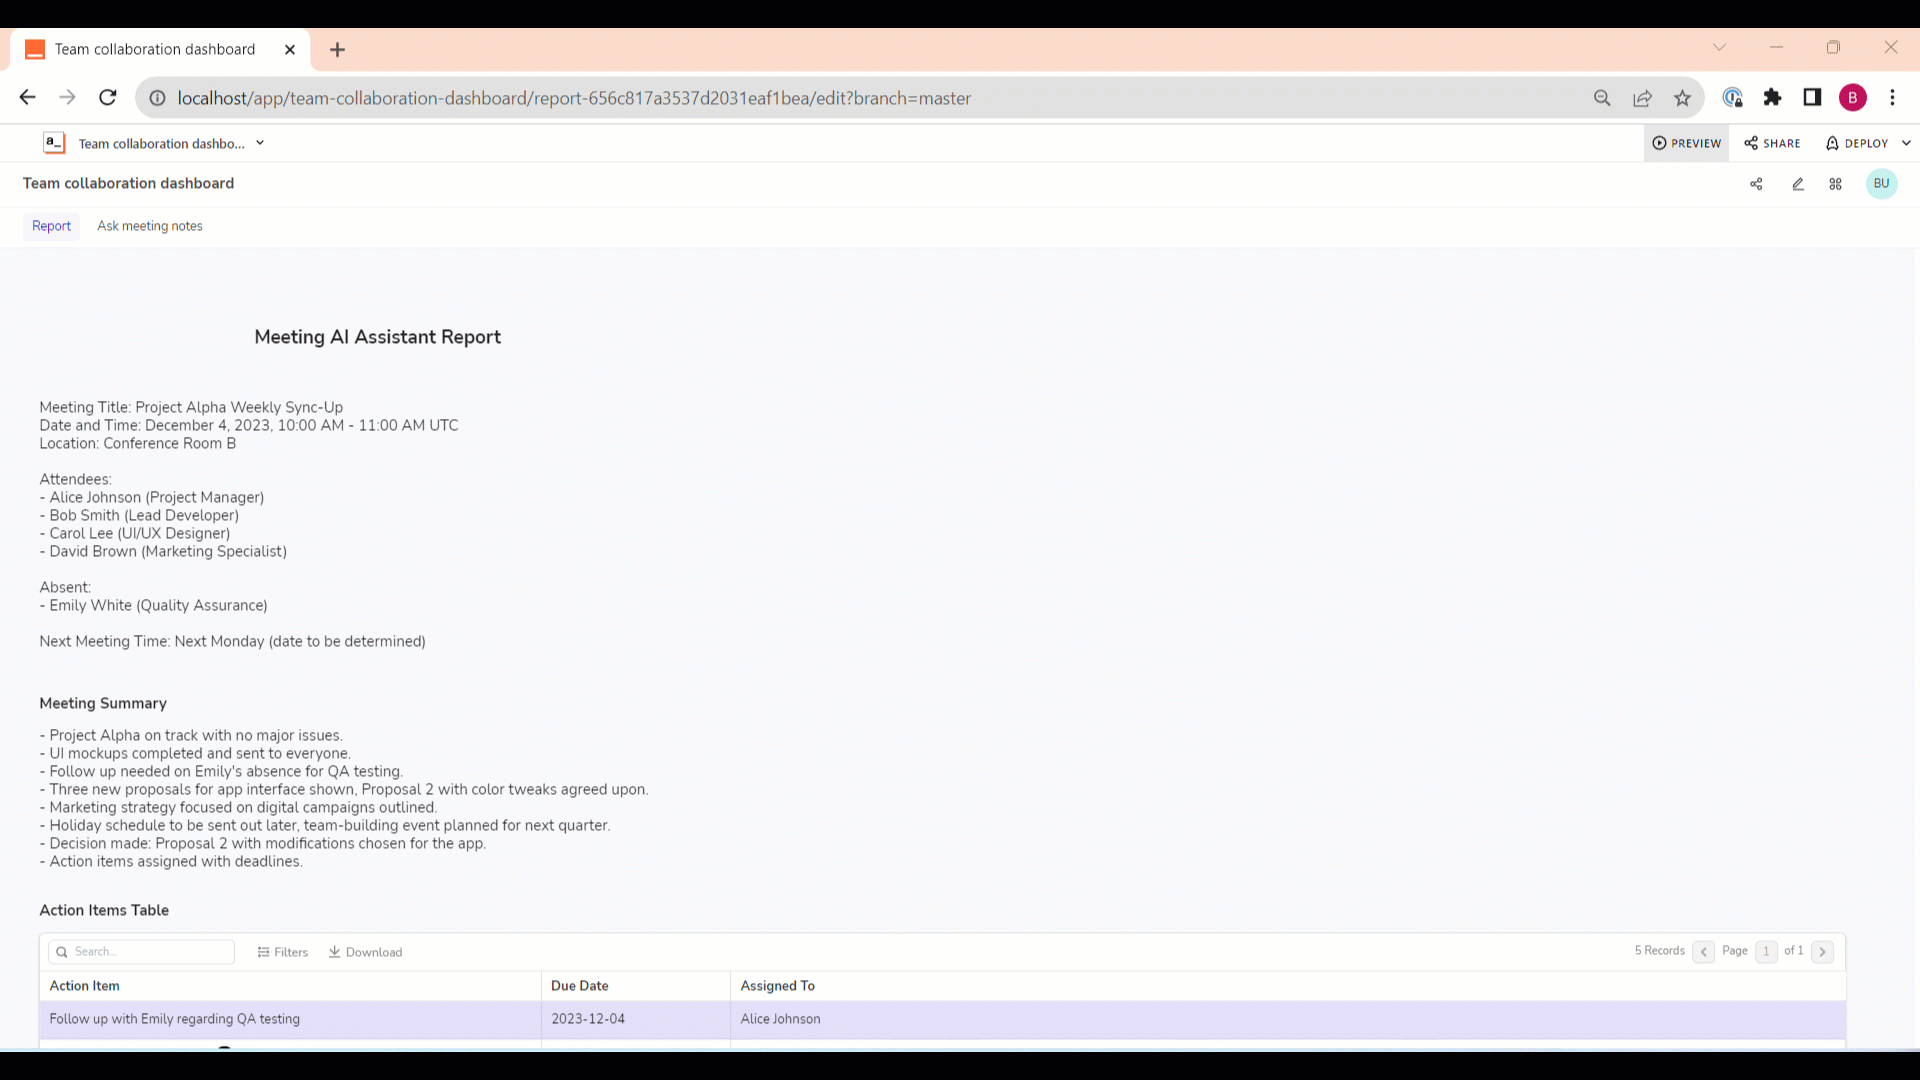 Team collaboration dashboard
localhost/app/team-collaboration-dashboard/report-656c817a3537d2031eaf1bea/edit?branch=master
B
a_ Team collaboration dashbo...
PREVIEW SHARE DEPLOY
Team collaboration dashboard
BU
Report Ask meeting notes
Meeting AI Assistant Report
Meeting Title: Project Alpha Weekly Sync-Up
Date and Time: December 4, 2023, 10:00 AM - 11:00 AM UTC
Location: Conference Room B
Attendees:
- Alice Johnson (Project Manager)
- Bob Smith (Lead Developer)
- Carol Lee (UI/UX Designer)
- David Brown (Marketing Specialist)
Absent:
- Emily White (Quality Assurance)
Next Meeting Time: Next Monday (date to be determined)
Meeting Summary
- Project Alpha on track with no major issues.
- UI mockups completed and sent to everyone.
- Follow up needed on Emily's absence for QA testing.
- Three new proposals for app interface shown, Proposal 2 with color tweaks agreed upon.
- Marketing strategy focused on digital campaigns outlined.
- Holiday schedule to be sent out later, team-building event planned for next quarter.
- Decision made: Proposal 2 with modifications chosen for the app.
- Action items assigned with deadlines.
Action Items Table
Search... Filters Download 5 Records Page 1 of 1
Action Item Due Date Assigned To
Follow up with Emily regarding QA testing 2023-12-04 Alice Johnson